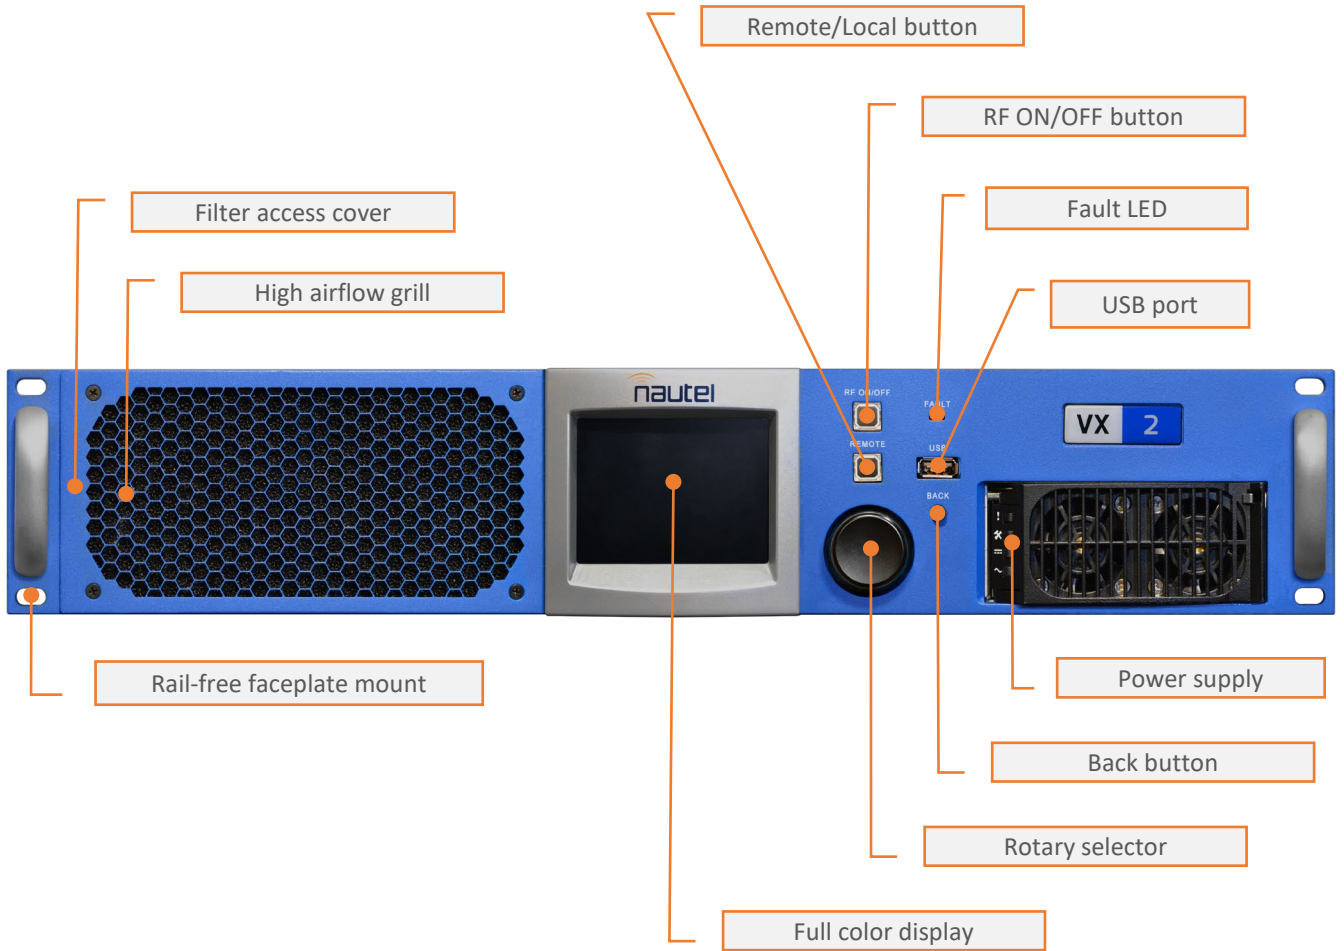 Remote/Local button
RF ON/OFF button
Filter access cover
Fault LED
High airflow grill
USB port
nautel
RF ON/OFF
FAULT
VX 2
REMOTE
USB
BACK
Rail-free faceplate mount
Power supply
Back button
Rotary selector
Full color display